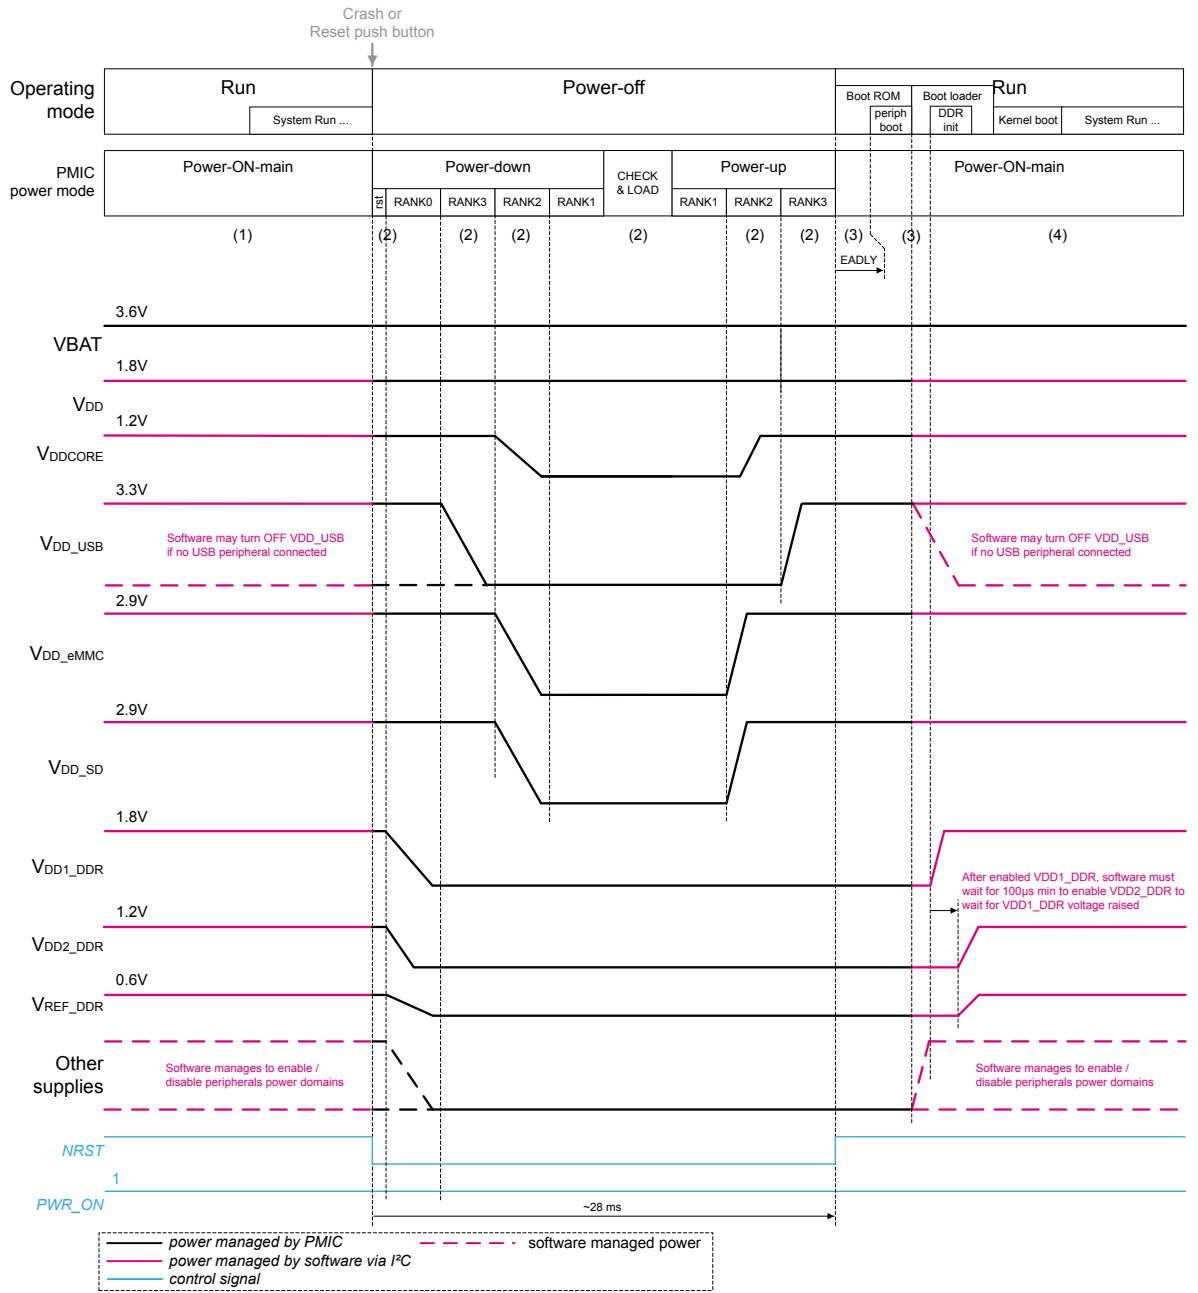 Crash or
Reset push button
Operating
mode
Run
System Run ...
Power-off
Run
Boot ROM
periph
boot
Boot loader
DDR
init
Kernel boot
System Run ...
PMIC
power mode
Power-ON-main
Power-down
CHECK
& LOAD
Power-up
Power-ON-main
rst
RANK0
RANK3
RANK2
RANK1
RANK1
RANK2
RANK3
(1)
(2)
(2)
(2)
(2)
(2)
(2)
(3)
(3)
(4)
EADLY
3.6V
VBAT
1.8V
VDD
1.2V
VDDCORE
3.3V
VDD_USB
Software may turn OFF VDD_USB
if no USB peripheral connected
Software may turn OFF VDD_USB
if no USB peripheral connected
2.9V
VDD_eMMC
2.9V
VDD_SD
1.8V
VDD1_DDR
After enabled VDD1_DDR, software must
wait for 100µs min to enable VDD2_DDR to
wait for VDD1_DDR voltage raised
1.2V
VDD2_DDR
0.6V
VREF_DDR
Other
supplies
Software manages to enable /
disable peripherals power domains
Software manages to enable /
disable peripherals power domains
NRST
1
PWR_ON
~28 ms
power managed by PMIC
software managed power
power managed by software via I²C
control signal